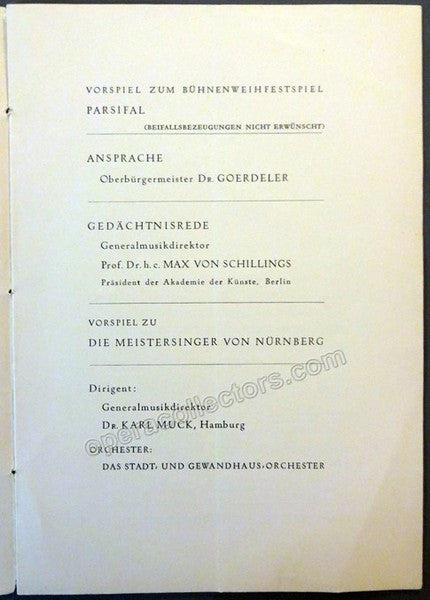 VORSPIEL ZUM BÜHNENWEIHFESTSPIEL
PARSIFAL
(BEIFALLSBEZEUGUNGEN NICHT ERWÜNSCHT)
ANSPRACHE
Oberbürgermeister DR. GOERDELER
GEDÄCHTNISREDE
Generalmusikdirektor
Prof. Dr. h. c. MAX VON SCHILLINGS
Präsident der Akademie der Künste, Berlin
VORSPIEL ZU
DIE MEISTERSINGER VON NÜRNBERG
Dirigent:
Generalmusikdirektor
DR. KARL MUCK, Hamburg
ORCHESTER:
DAS STADT- UND GEWANDHAUS-ORCHESTER
operacollectors.com